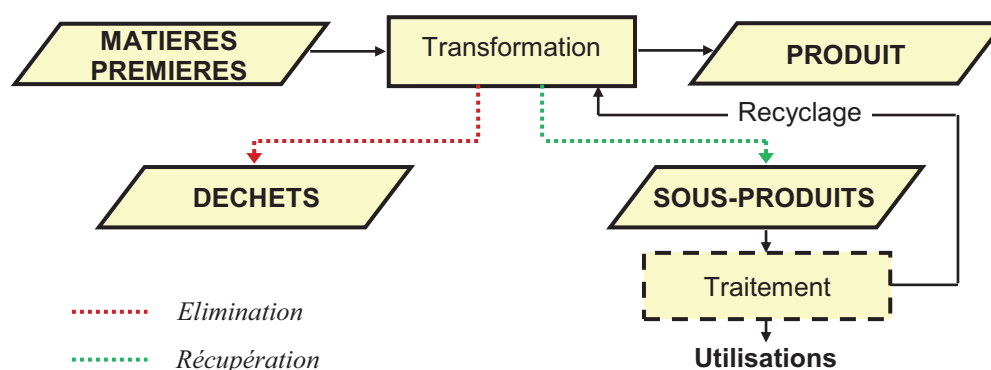 MATIERES
PREMIERES
Transformation
PRODUIT
Recyclage
DECHETS
SOUS-PRODUITS
Traitement
Elimination
Récupération
Utilisations